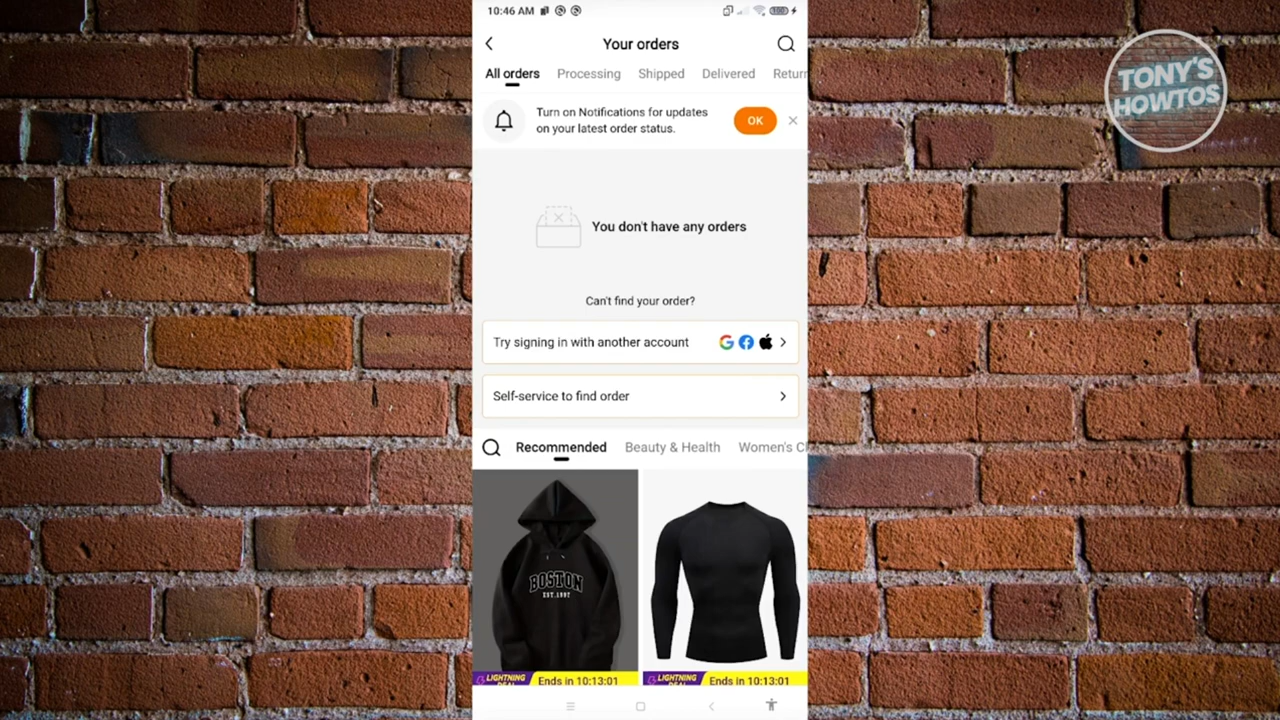 10:46 AM
Your orders
All orders Processing Shipped Delivered Return
Turn on Notifications for updates
on your latest order status.
OK
You don't have any orders
Can't find your order?
Try signing in with another account
Self-service to find order
Recommended Beauty & Health Women's Cl
BOSTON
EST.1997
LIGHTNING
DEAL
Ends in 10:13:01
LIGHTNING
DEAL
Ends in 10:13:01
TONY'S
HOWTOS